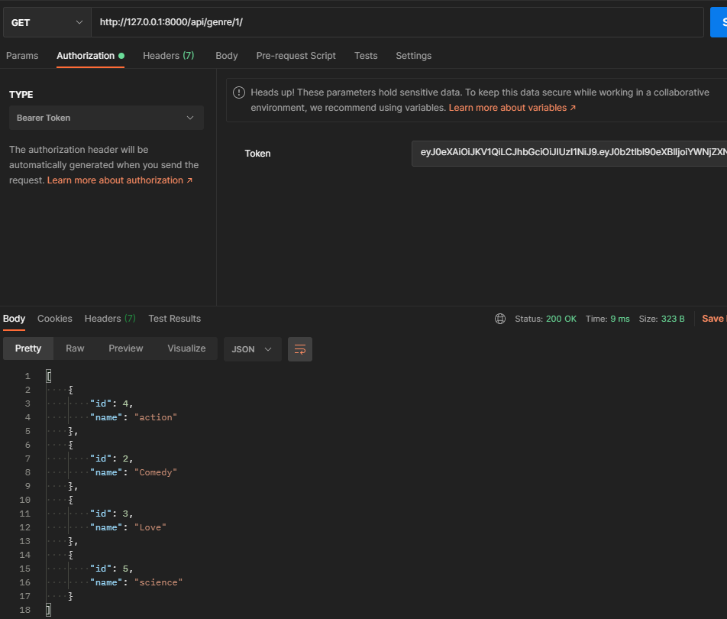 GET http://127.0.0.1:8000/api/genre/1/
Params Authorization Headers (7) Body Pre-request Script Tests Settings
TYPE
Bearer Token
The authorization header will be
automatically generated when you send the
request. Learn more about authorization ↗
Heads up! These parameters hold sensitive data. To keep this data secure while working in a collaborative
environment, we recommend using variables. Learn more about variables ↗
Token
Body Cookies Headers (7) Test Results Status: 200 OK Time: 9 ms Size: 323 B Save
Pretty Raw Preview Visualize JSON
1 [
2 {
3 "id": 4,
4 "name": "action"
5 },
6 {
7 "id": 2,
8 "name": "Comedy"
9 },
10 {
11 "id": 3,
12 "name": "Love"
13 },
14 {
15 "id": 5,
16 "name": "science"
17 }
18 ]